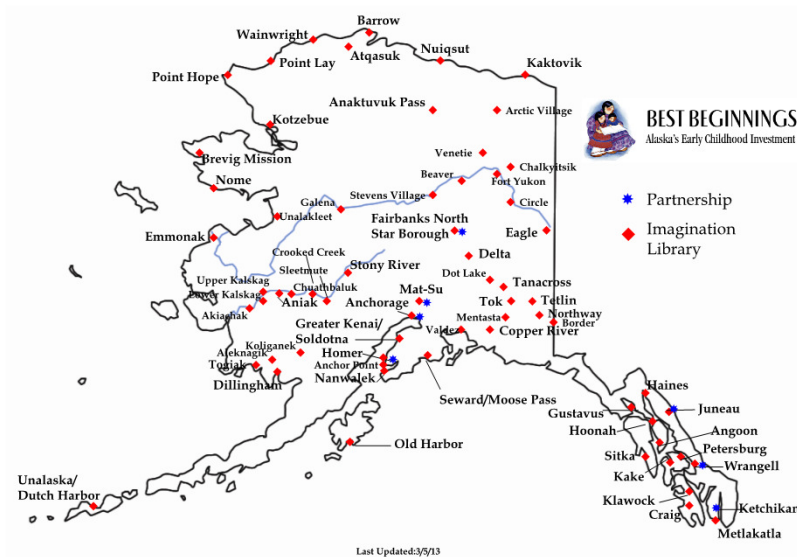 Barrow
Wainwright
Atqasuk
Nuiqsut
Point Lay
Kaktovik
Point Hope
Anaktuvuk Pass
Arctic Village
BEST BEGINNINGS
Alaska's Early Childhood Investment
Kotzebue
Brevig Mission
Venetie
Chalkyitsik
Beaver
Fort Yukon
Partnership
Nome
Stevens Village
Galena
Circle
Imagination
Library
Unalakleet
Fairbanks North
Star Borough
Eagle
Emmonak
Crooked Creek
Delta
Sleetmute
Stony River
Dot Lake
Upper Kalskag
Chuathbaluk
Mat-Su
Tanacross
Lower Kalskag
Aniak
Anchorage
Tok
Tetlin
Akiachak
Mentasta
Northway
Border
Greater Kenai/
Soldotna
Valdez
Copper River
Koliganek
Aleknagik
Homer
Togiak
Anchor Point
Dillingham
Nanwalek
Seward/Moose Pass
Haines
Gustavus
Juneau
Hoonah
Angoon
Old Harbor
Petersburg
Sitka
Kake
Wrangell
Unalaska/
Dutch Harbor
Klawock
Ketchikan
Craig
Metlakatla
Last Updated:3/5/13